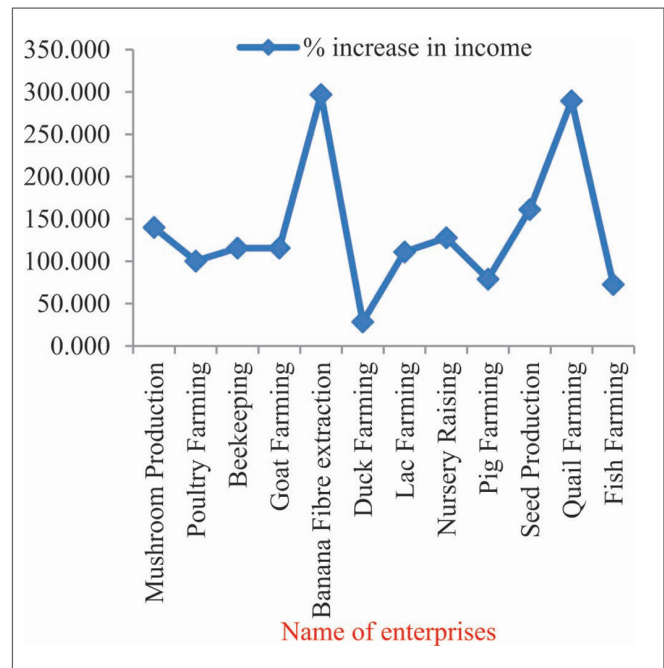 350.000
% increase in income
300.000
250.000
200.000
150.000
100.000
50.000
0.000
Mushroom Production
Poultry Farming
Beekeeping
Goat Farming
Banana Fibre extraction
Duck Farming
Lac Farming
Nursery Raising
Pig Farming
Seed Production
Quail Farming
Fish Farming
Name of enterprises